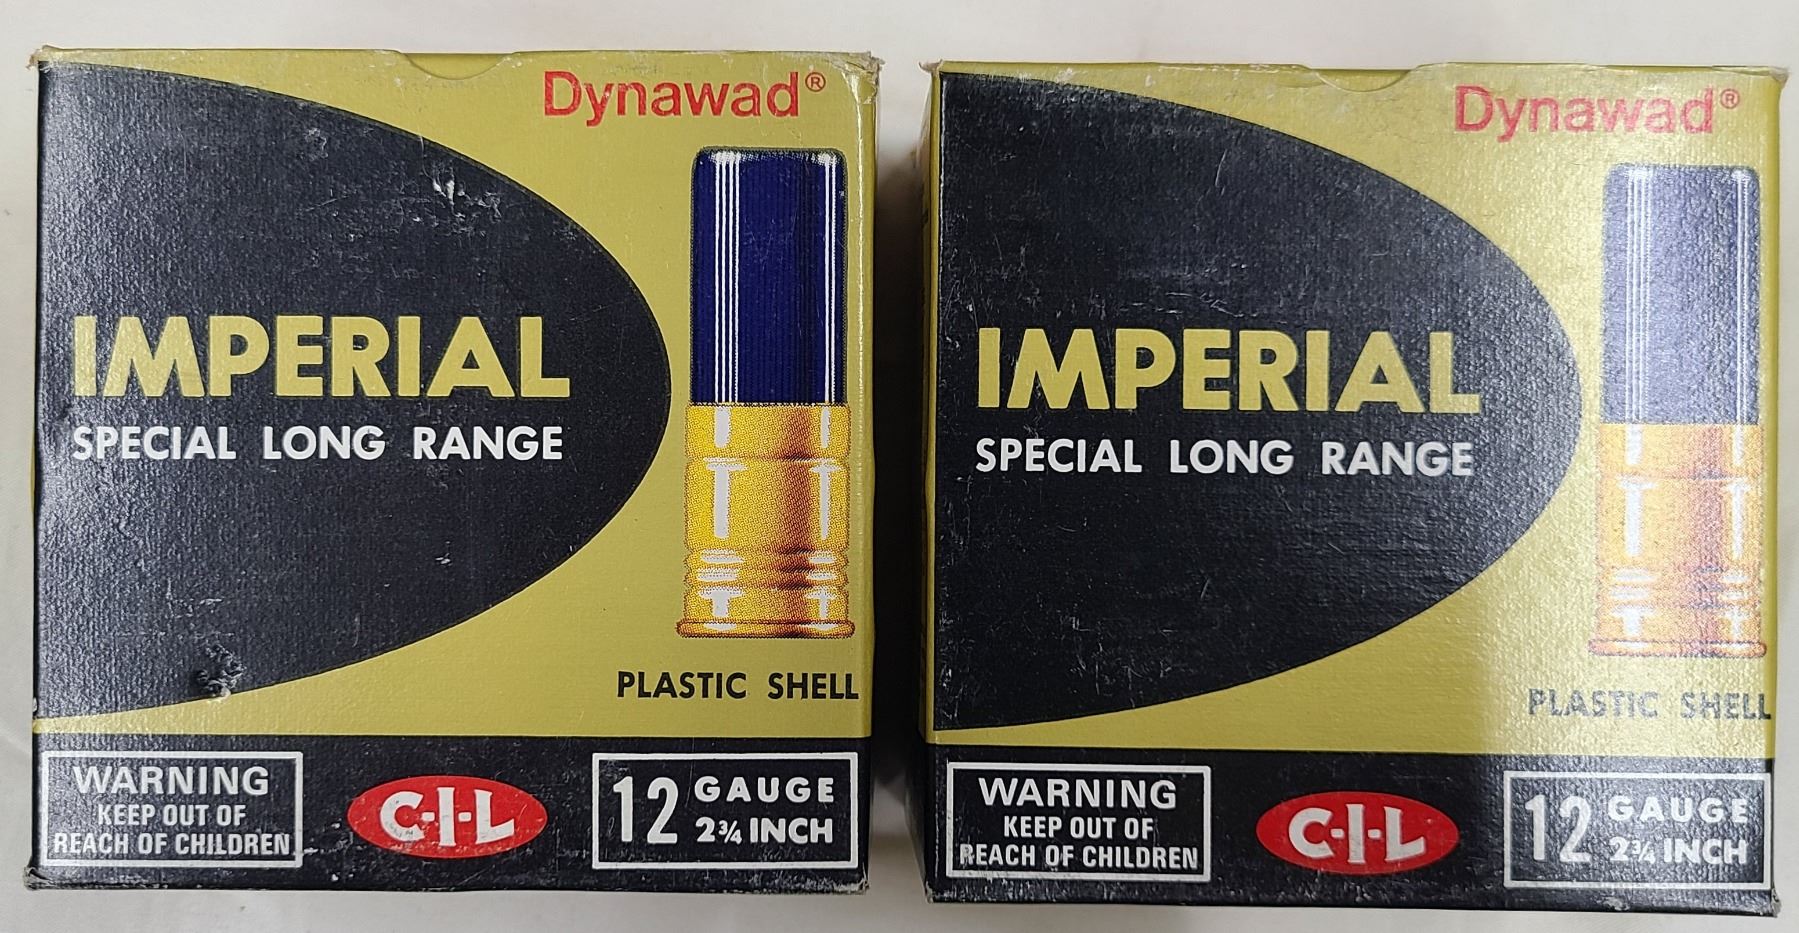 Dynawad®
IMPERIAL
SPECIAL LONG RANGE
PLASTIC SHELL
WARNING
KEEP OUT OF
REACH OF CHILDREN
C-I-L
12 GAUGE
2¾ INCH
Dynawad®
IMPERIAL
SPECIAL LONG RANGE
PLASTIC SHELL
WARNING
KEEP OUT OF
REACH OF CHILDREN
C-I-L
12 GAUGE
2¾ INCH